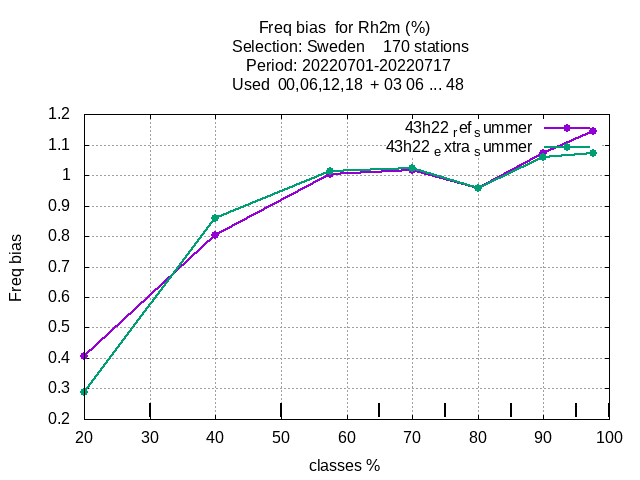 Freq bias  for Rh2m (%)
Selection: Sweden    170 stations
Period: 20220701-20220717
Used  00,06,12,18  + 03 06 ... 48
43h22 ref summer
43h22 extra summer
1.2
1.1
1
0.9
0.8
0.7
0.6
0.5
0.4
0.3
0.2
Freq bias
20 30 40 50 60 70 80 90 100
classes %